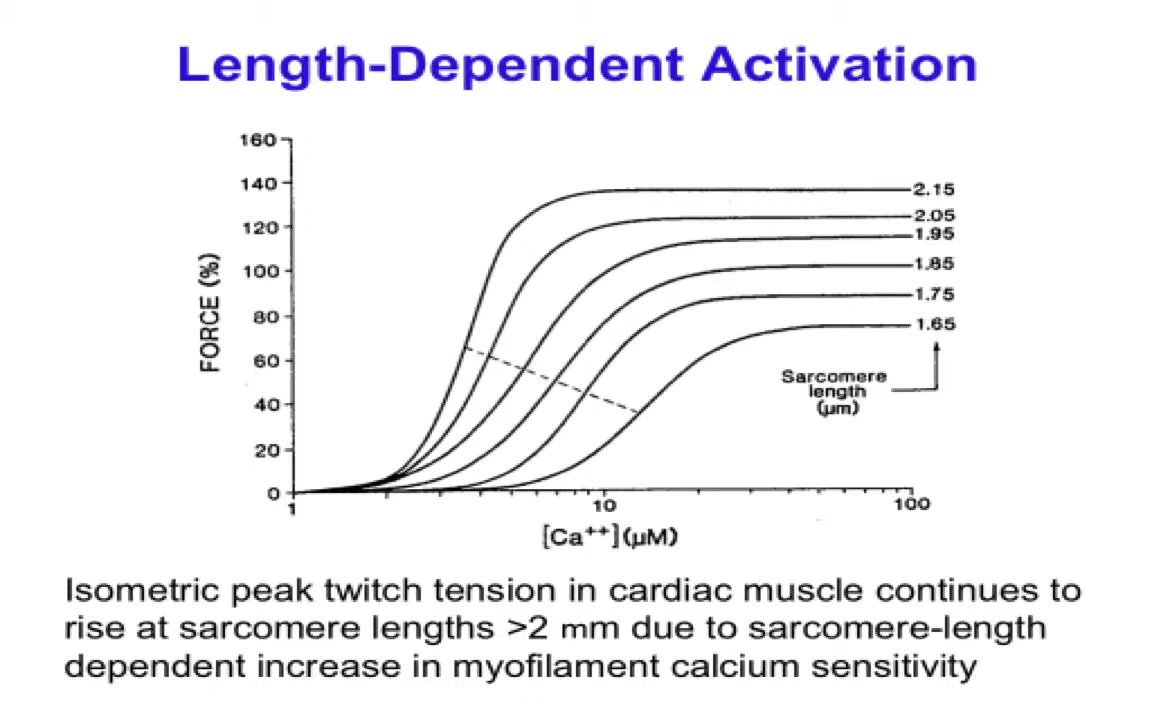 Length-Dependent Activation
160
140
120
100
80
60
40
20
0
FORCE (%)
2.15
2.05
1.95
1.85
1.75
1.65
Sarcomere
length
(µm)
1
10
100
[Ca++](µM)
Isometric peak twitch tension in cardiac muscle continues to
rise at sarcomere lengths >2 mm due to sarcomere-length
dependent increase in myofilament calcium sensitivity